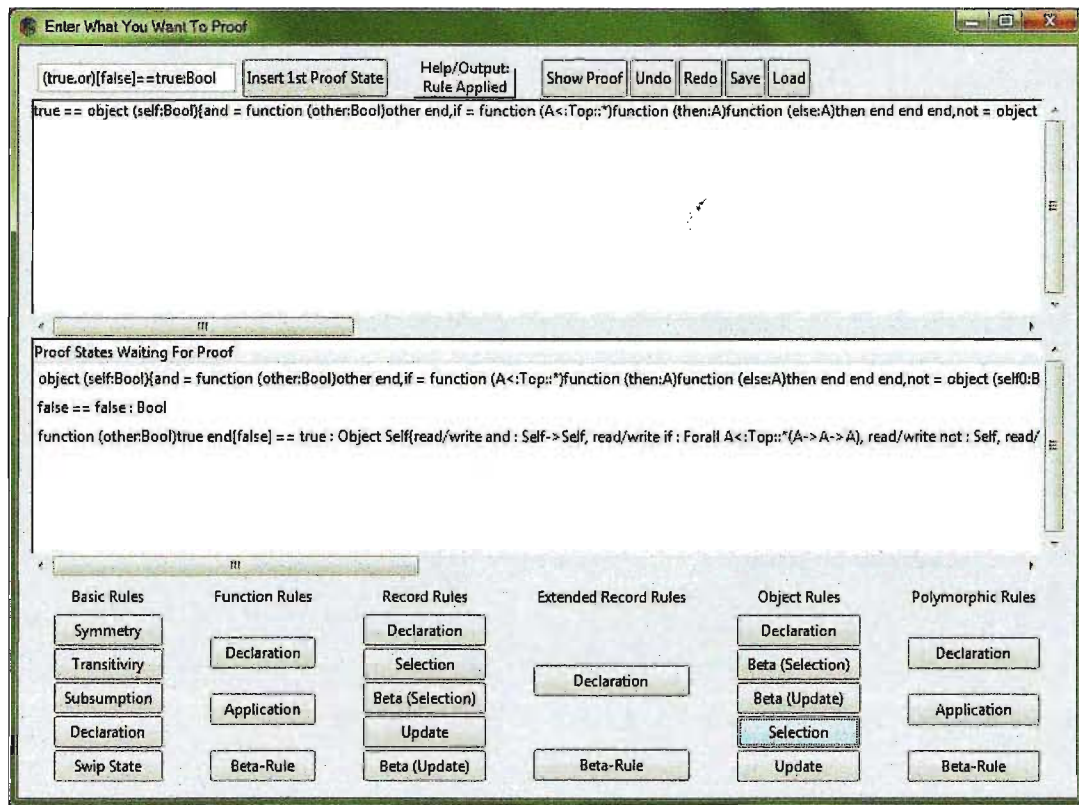 Enter What You Want To Proof
(true.or)[false]==true:Bool Insert 1st Proof State Help/Output: Rule Applied Show Proof Undo Redo Save Load
true == object (self:Bool){and = function (other:Bool)other end,if = function (A<:Top::*)function (then:A)function (else:A)then end end end,not = object
Proof States Waiting For Proof
object (self:Bool){and = function (other:Bool)other end,if = function (A<:Top::*)function (then:A)function (else:A)then end end end,not = object (self0:B
false == false : Bool
function (other:Bool)true end[false] == true : Object Self{read/write and : Self->Self, read/write if : Forall A<:Top::*(A->A->A), read/write not : Self, read/
Basic Rules Function Rules Record Rules Extended Record Rules Object Rules Polymorphic Rules
Symmetry Declaration Declaration
Transitiviry Declaration Selection Declaration Beta (Selection) Declaration
Subsumption Application Beta (Selection) Beta (Update) Application
Declaration Update Selection
Swip State Beta-Rule Beta (Update) Beta-Rule Update Beta-Rule